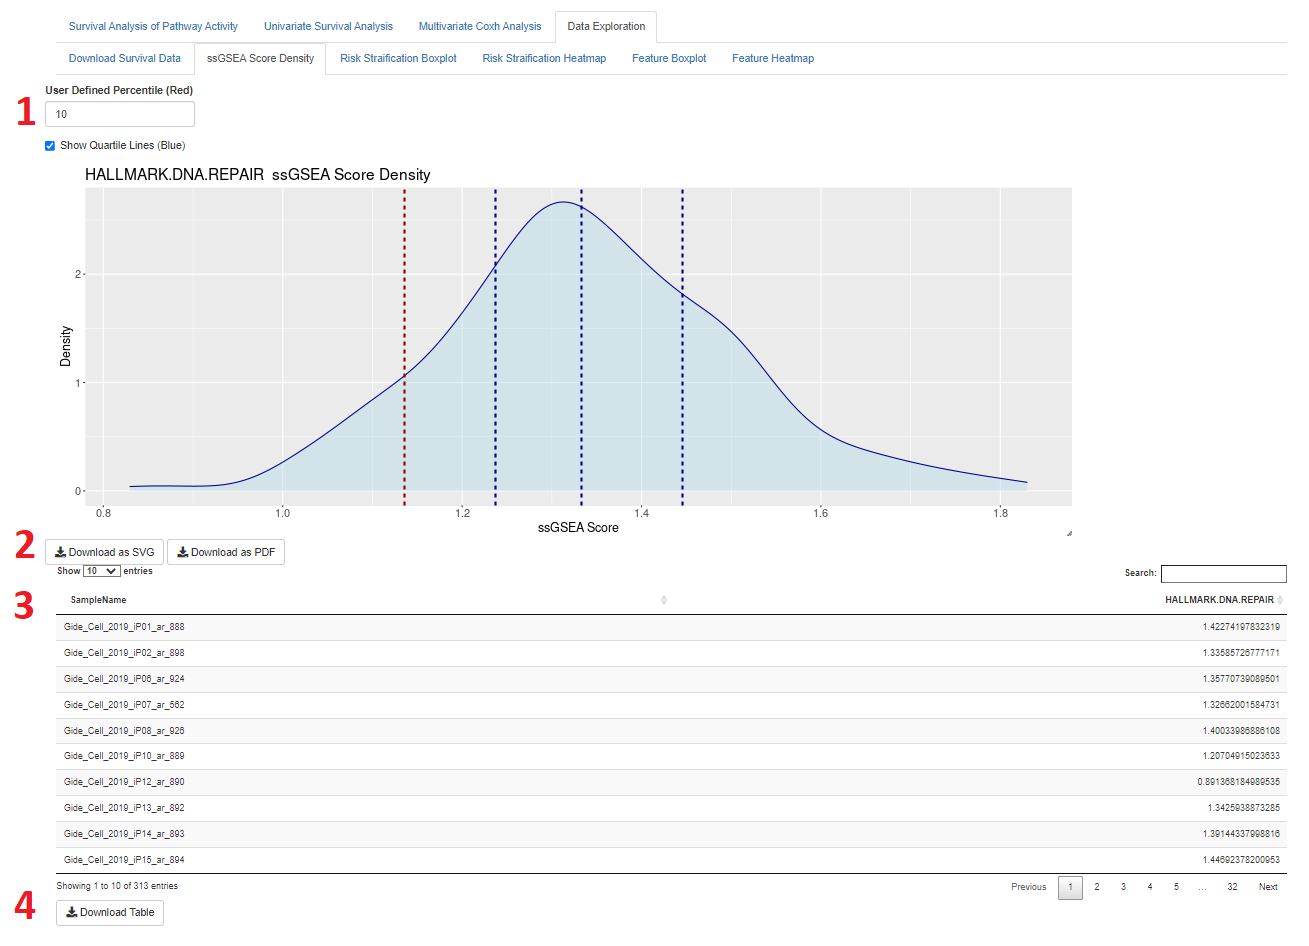 Survival Analysis of Pathway Activity Univariate Survival Analysis Multivariate Coxh Analysis Data Exploration
Download Survival Data ssGSEA Score Density Risk Straification Boxplot Risk Straification Heatmap Feature Boxplot Feature Heatmap
User Defined Percentile (Red)
1 10
Show Quartile Lines (Blue)
HALLMARK.DNA.REPAIR ssGSEA Score Density
Density
2
1
0
0.8 1.0 1.2 1.4 1.6 1.8
ssGSEA Score
2 Download as SVG Download as PDF
Show 10 entries Search:
3 SampleName HALLMARK.DNA.REPAIR
Gide_Cell_2019_iP01_ar_888 1.42274197832319
Gide_Cell_2019_iP02_ar_898 1.33585726777171
Gide_Cell_2019_iP06_ar_924 1.35770739089501
Gide_Cell_2019_iP07_ar_562 1.32662001584731
Gide_Cell_2019_iP08_ar_926 1.40033986886108
Gide_Cell_2019_iP10_ar_889 1.20704915023633
Gide_Cell_2019_iP12_ar_890 0.891368184989535
Gide_Cell_2019_iP13_ar_892 1.3425938873285
Gide_Cell_2019_iP14_ar_893 1.39144337998816
Gide_Cell_2019_iP15_ar_894 1.44692378200953
Showing 1 to 10 of 313 entries Previous 1 2 3 4 5 … 32 Next
4 Download Table